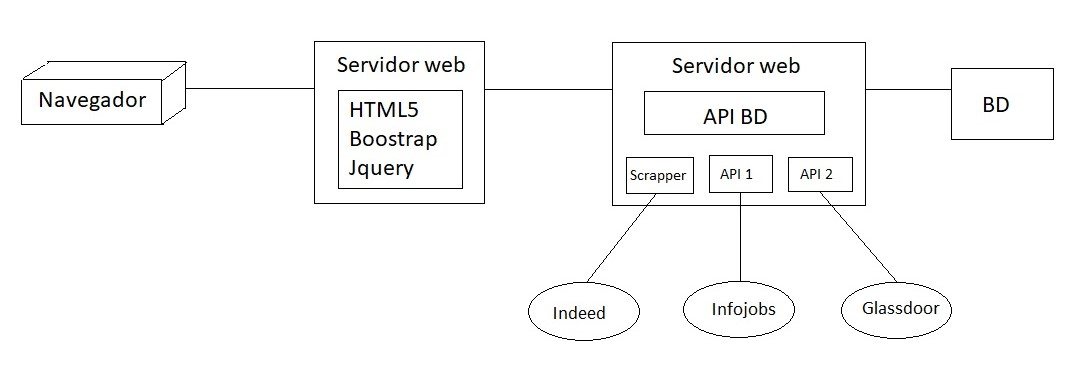 Navegador
Servidor web
HTML5
Boostrap
Jquery
Servidor web
API BD
Scrapper
API 1
API 2
BD
Indeed
Infojobs
Glassdoor